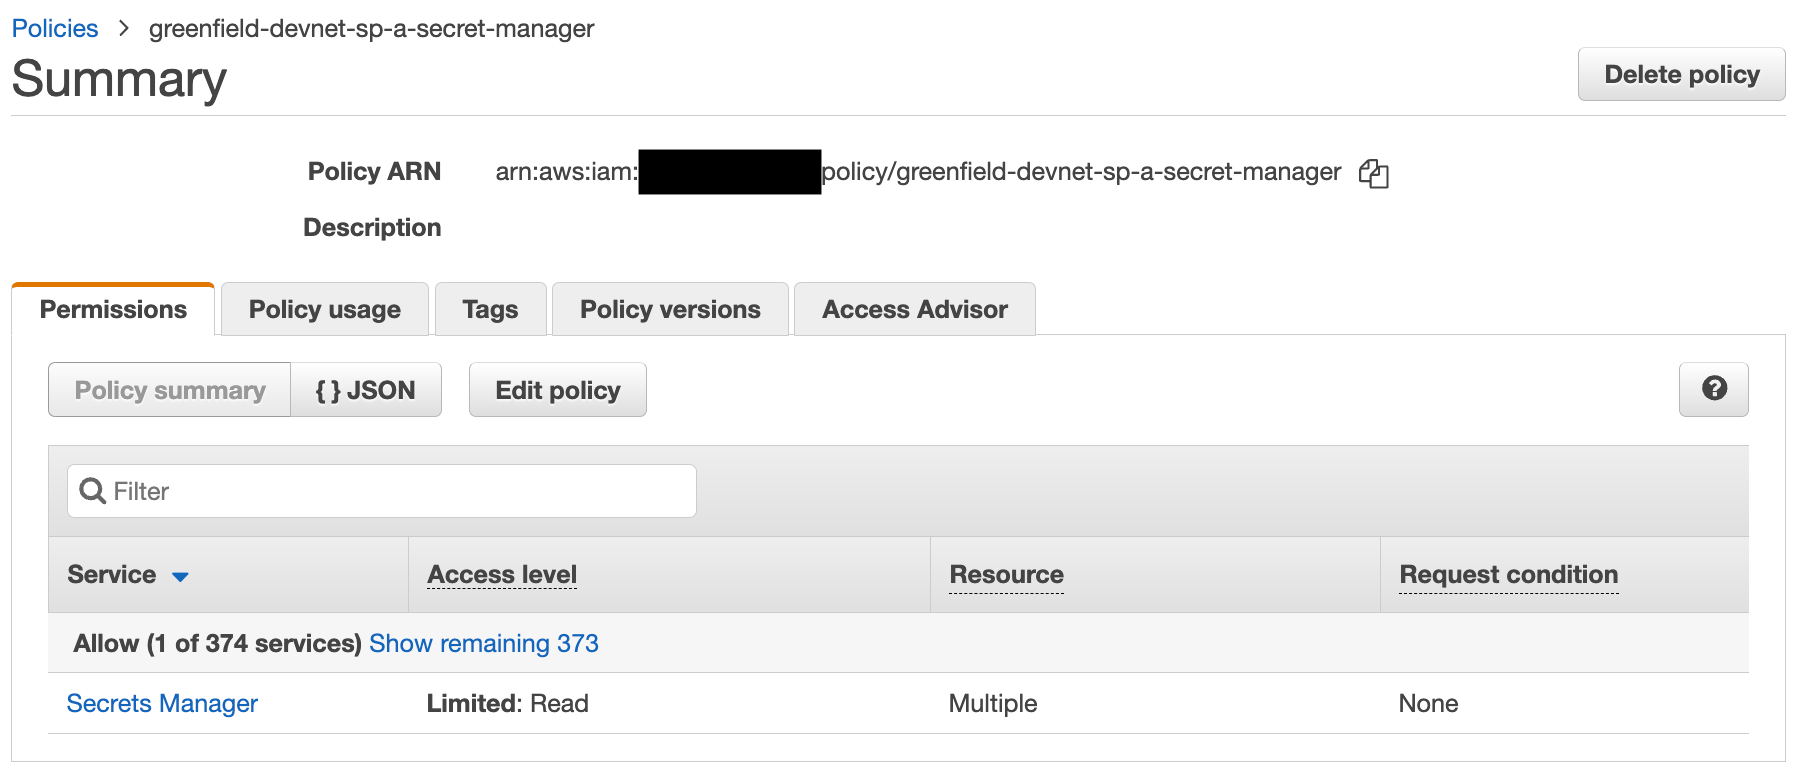 Policies > greenfield-devnet-sp-a-secret-manager
Summary
Delete policy
Policy ARN arn:aws:iam: policy/greenfield-devnet-sp-a-secret-manager
Description
Permissions Policy usage Tags Policy versions Access Advisor
Policy summary { } JSON Edit policy ?
Filter
Service Access level Resource Request condition
Allow (1 of 374 services) Show remaining 373
Secrets Manager Limited: Read Multiple None